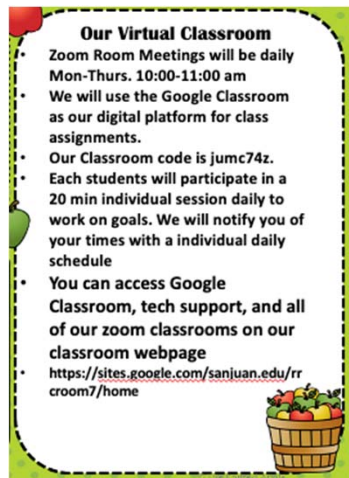 Our Virtual Classroom
• Zoom Room Meetings will be daily
Mon-Thurs. 10:00-11:00 am
• We will use the Google Classroom
as our digital platform for class
assignments.
• Our Classroom code is jumc74z.
• Each students will participate in a
20 min individual session daily to
work on goals. We will notify you of
your times with a individual daily
schedule
• You can access Google
Classroom, tech support, and all
of our zoom classrooms on our
classroom webpage
• https://sites.google.com/sanjuan.edu/rr
croom7/home